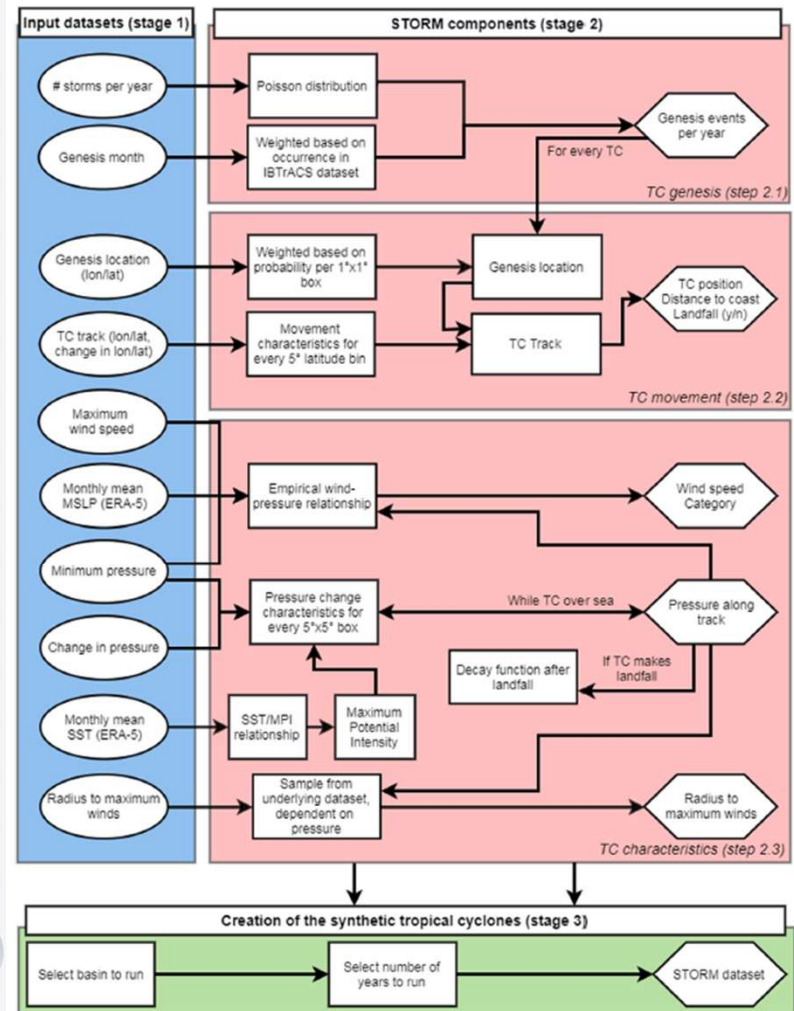 Input datasets (stage 1)
STORM components (stage 2)
# storms per year
Poisson distribution
Genesis events
per year
Genesis month
Weighted based on
occurrence in
IBTrACS dataset
For every TC
TC genesis (step 2.1)
Genesis location
(lon/lat)
Weighted based on
probability per 1°x1°
box
Genesis location
TC position
Distance to coast
Landfall (y/n)
TC track (lon/lat,
change in lon/lat)
Movement
characteristics for
every 5° latitude bin
TC Track
TC movement (step 2.2)
Maximum
wind speed
Monthly mean
MSLP (ERA-5)
Empirical wind-
pressure relationship
Wind speed
Category
Minimum pressure
Pressure change
characteristics for
every 5°x5° box
While TC over sea
Pressure along
track
Change in pressure
Decay function after
landfall
If TC makes
landfall
Monthly mean
SST (ERA-5)
SST/MPI
relationship
Maximum
Potential
Intensity
Radius to maximum
winds
Sample from
underlying dataset,
dependent on
pressure
Radius to
maximum winds
TC characteristics (step 2.3)
Creation of the synthetic tropical cyclones (stage 3)
Select basin to run
Select number of
years to run
STORM dataset